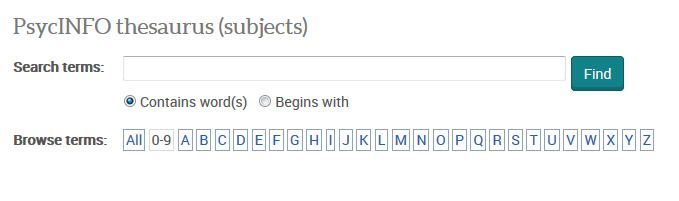 PsycINFO thesaurus (subjects)
Search terms:
Find
Contains word(s) Begins with
Browse terms: All 0-9 A B C D E F G H I J K L M N O P Q R S T U V W X Y Z